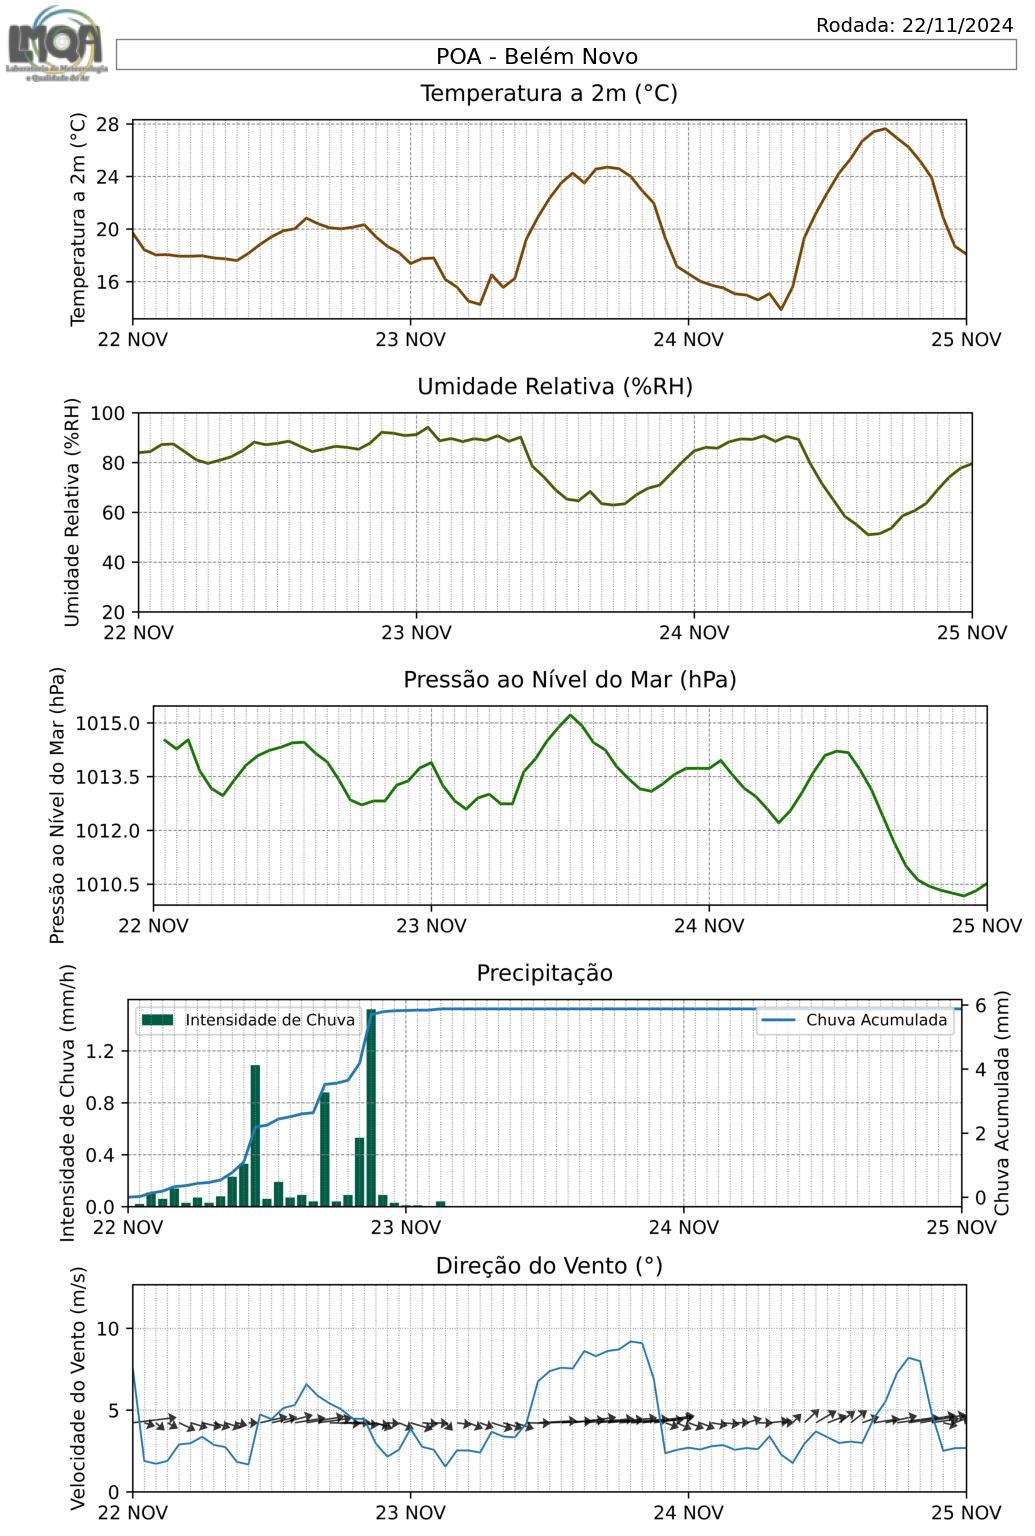 LMQA
Laboratório de Meteorologia
e Qualidade do Ar
Rodada: 22/11/2024
POA - Belém Novo
Temperatura a 2m (°C)
Temperatura a 2m (°C)
28
24
20
16
22 NOV 23 NOV 24 NOV 25 NOV
Umidade Relativa (%RH)
Umidade Relativa (%RH)
100
80
60
40
20
22 NOV 23 NOV 24 NOV 25 NOV
Pressão ao Nível do Mar (hPa)
Pressão ao Nível do Mar (hPa)
1015.0
1013.5
1012.0
1010.5
22 NOV 23 NOV 24 NOV 25 NOV
Precipitação
Intensidade de Chuva (mm/h)
Intensidade de Chuva
Chuva Acumulada
1.2
0.8
0.4
0.0
6
4
2
0
Chuva Acumulada (mm)
22 NOV 23 NOV 24 NOV 25 NOV
Direção do Vento (°)
Velocidade do Vento (m/s)
10
5
0
22 NOV 23 NOV 24 NOV 25 NOV